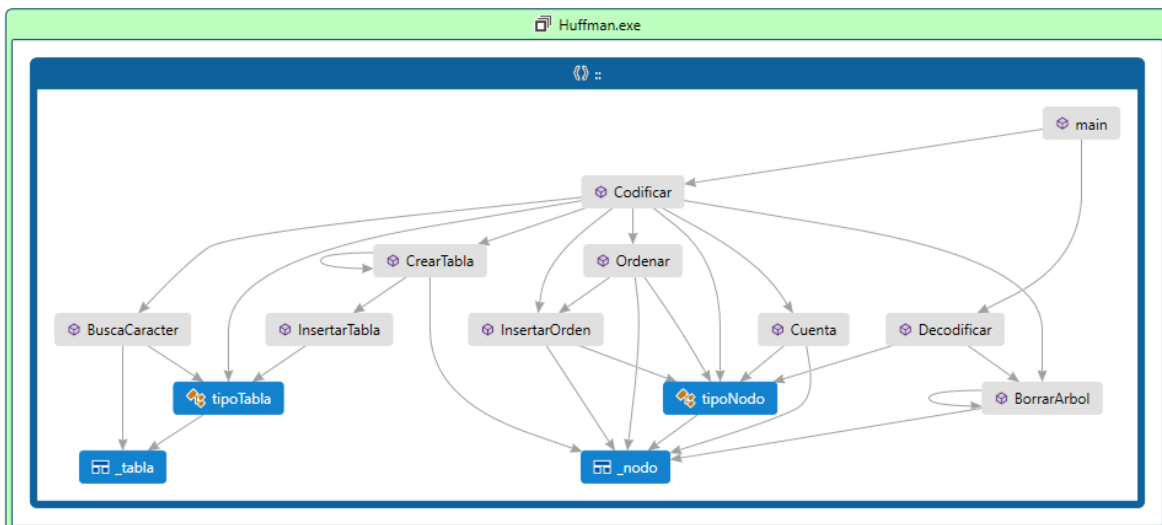 Huffman.exe
::
main
Codificar
CrearTabla
Ordenar
BuscaCaracter
InsertarTabla
InsertarOrden
Cuenta
Decodificar
tipoTabla
tipoNodo
BorrarArbol
_tabla
_nodo